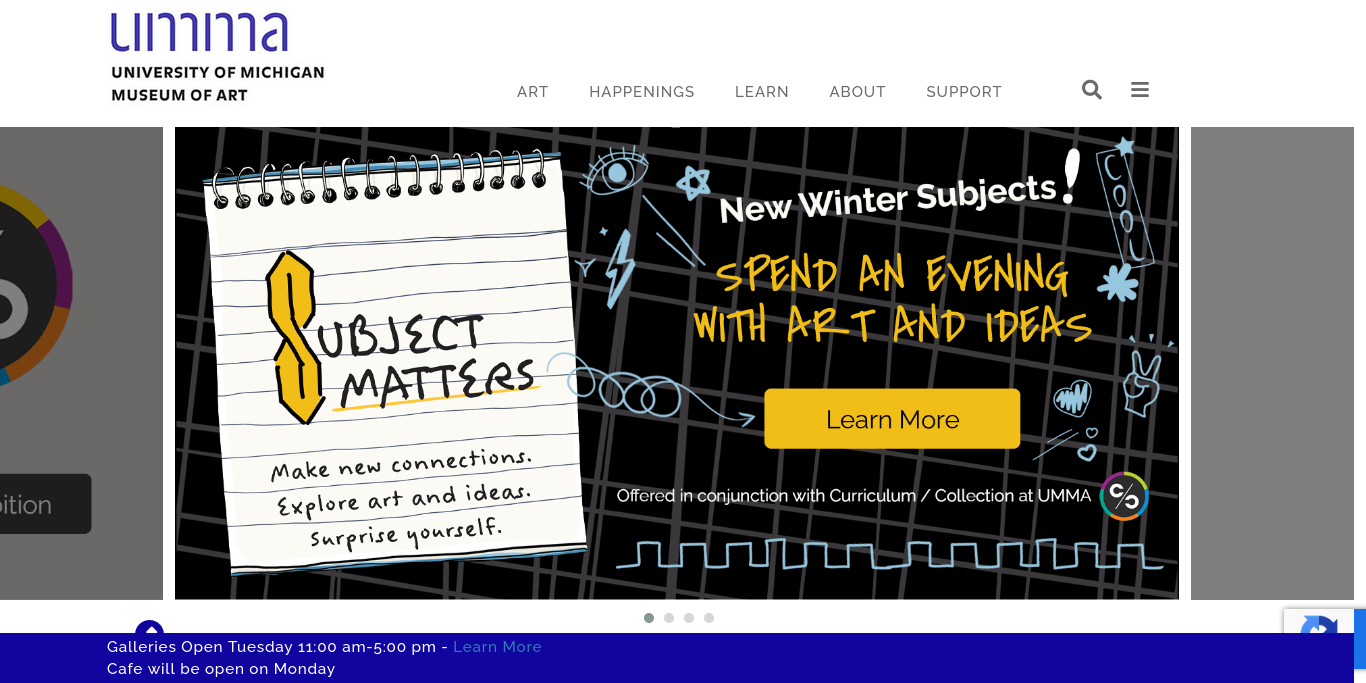 umma
UNIVERSITY OF MICHIGAN
MUSEUM OF ART
ART HAPPENINGS LEARN ABOUT SUPPORT
New Winter Subjects!
COOL
SPEND AN EVENING
WITH ART AND IDEAS
SUBJECT
MATTERS
Learn More
Make new connections.
Explore art and ideas.
Surprise yourself.
Offered in conjunction with Curriculum / Collection at UMMA
C/C
Galleries Open Tuesday 11:00 am-5:00 pm - Learn More
Cafe will be open on Monday